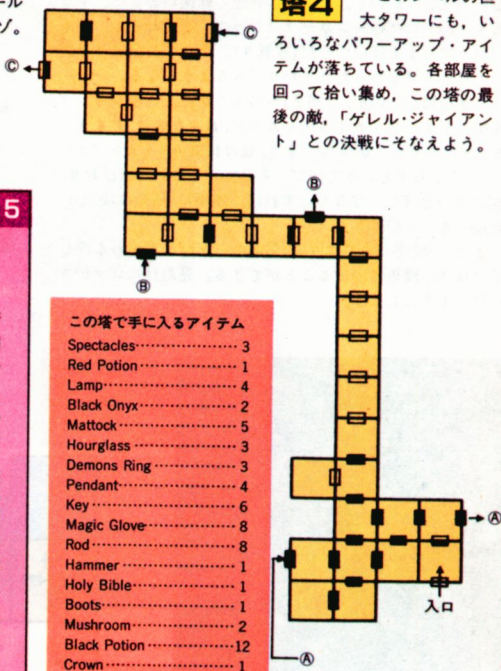 ール
ゾ。
塔4
大タワーにも，い
ろいろなパワーアップ・アイ
テムが落ちている。各部屋を
回って拾い集め，この塔の最
後の敵，「ゲレル・ジャイアン
ト」との決戦にそなえよう。
Ⓒ
Ⓒ
Ⓑ
Ⓑ
5
この塔で手に入るアイテム
Spectacles 3
Red Potion 1
Lamp 4
Black Onyx 2
Mattock 5
Hourglass 3
Demons Ring 3
Pendant 4
Key 6
Magic Glove 8
Rod 8
Hammer 1
Holy Bible 1
Boots 1
Mushroom 2
Black Potion 12
Crown 1
Ⓐ
入口
Ⓐ